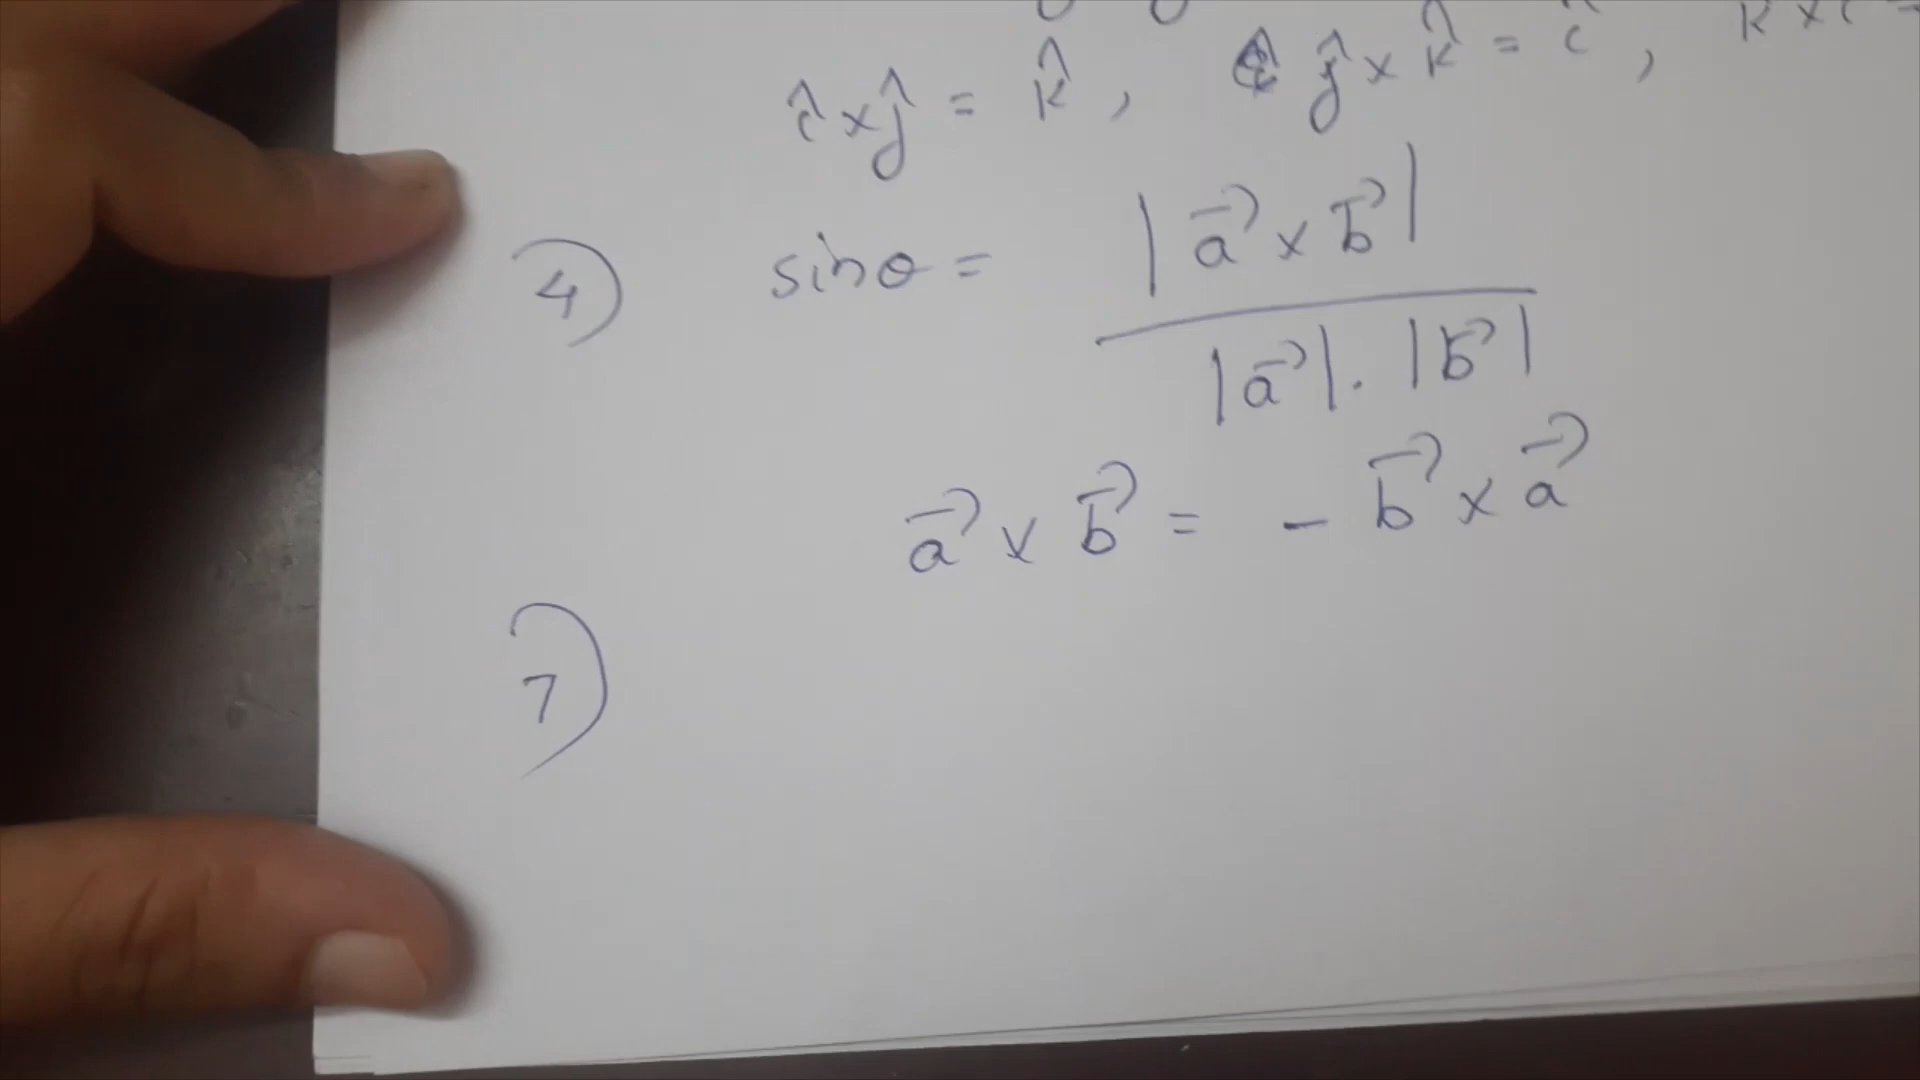 î × ĵ = k̂ , ĵ × k̂ = î , k × i =
4) sinθ = |a⃗ × b⃗| / |a⃗| . |b⃗|
a⃗ × b⃗ = - b⃗ × a⃗
7)